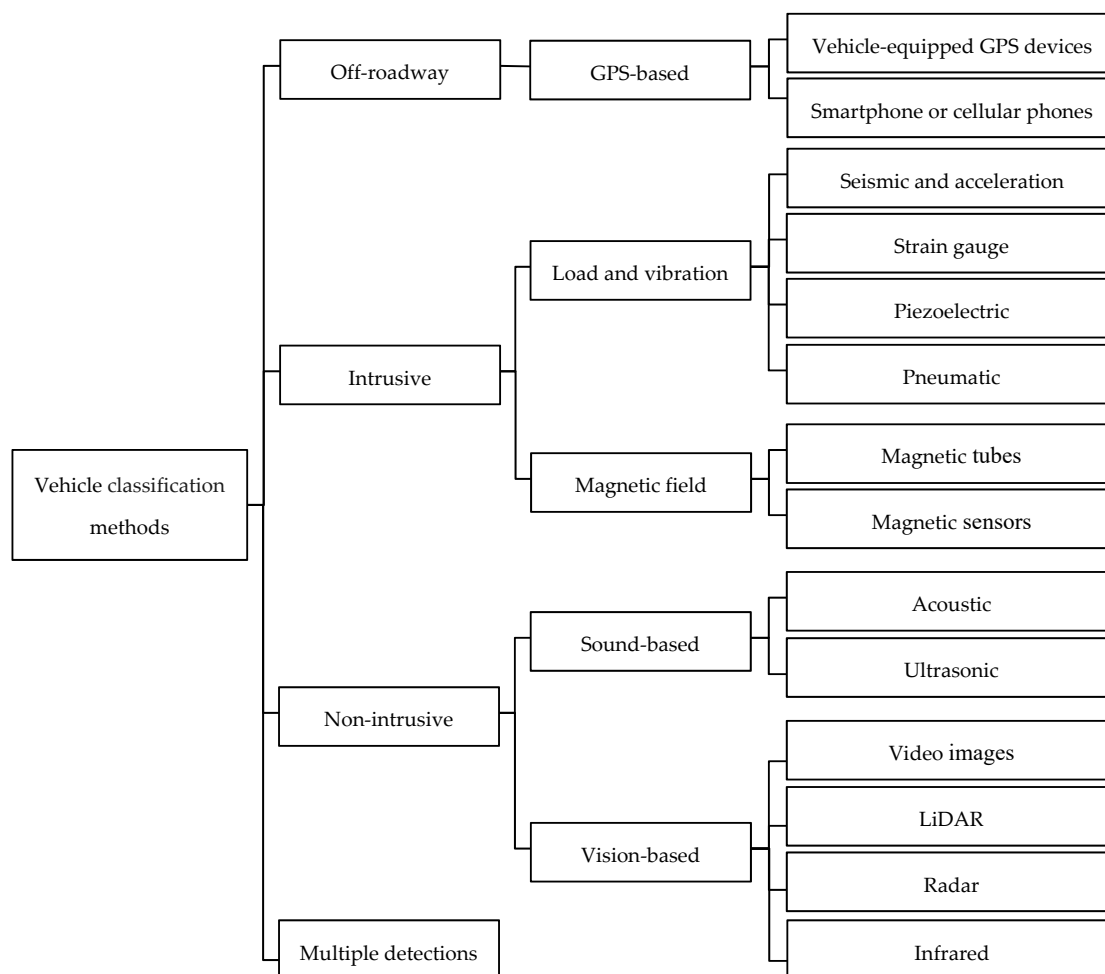 Vehicle classification
methods
Off-roadway
GPS-based
Vehicle-equipped GPS devices
Smartphone or cellular phones
Intrusive
Load and vibration
Seismic and acceleration
Strain gauge
Piezoelectric
Pneumatic
Magnetic field
Magnetic tubes
Magnetic sensors
Non-intrusive
Sound-based
Acoustic
Ultrasonic
Vision-based
Video images
LiDAR
Radar
Infrared
Multiple detections